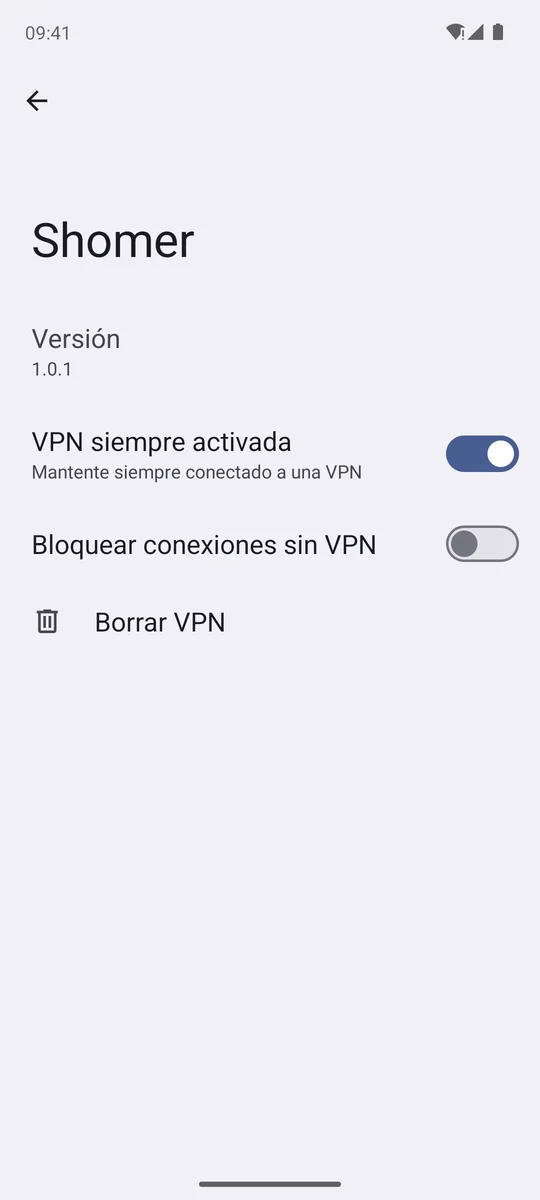 09:41
Shomer
Versión
1.0.1
VPN siempre activada
Mantente siempre conectado a una VPN
Bloquear conexiones sin VPN
Borrar VPN